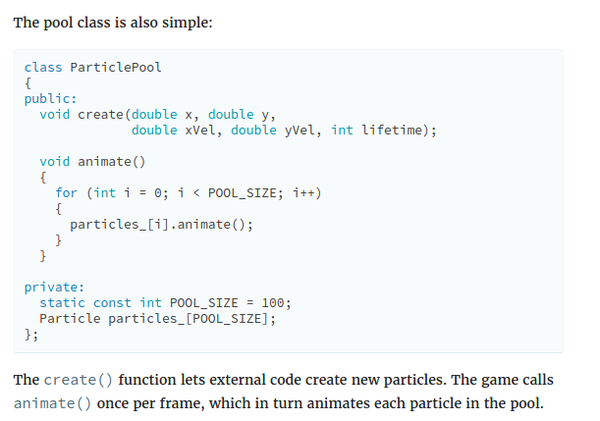 The pool class is also simple:
class ParticlePool
{
public:
  void create(double x, double y,
              double xVel, double yVel, int lifetime);
  void animate()
  {
    for (int i = 0; i < POOL_SIZE; i++)
    {
      particles_[i].animate();
    }
  }
private:
  static const int POOL_SIZE = 100;
  Particle particles_[POOL_SIZE];
};
The create() function lets external code create new particles. The game calls
animate() once per frame, which in turn animates each particle in the pool.